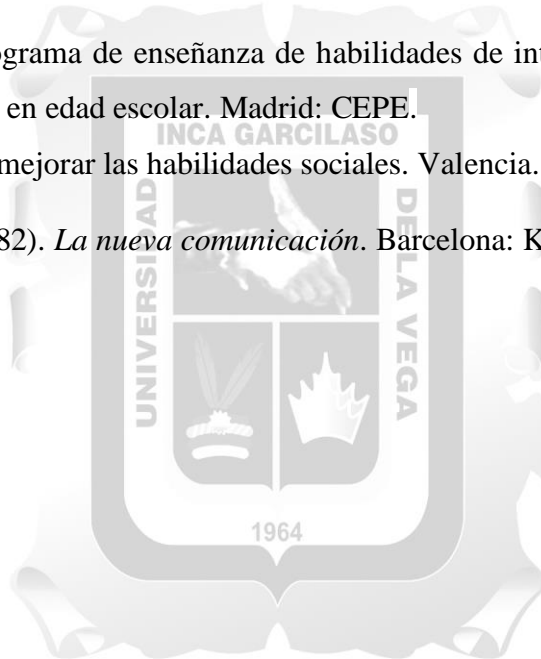 ograma de enseñanza de habilidades de in
en edad escolar. Madrid: CEPE.
INCA GARCILASO
mejorar las habilidades sociales. Valencia.
82). La nueva comunicación. Barcelona: K
UNIVERSIDAD
DE LA VEGA
1964